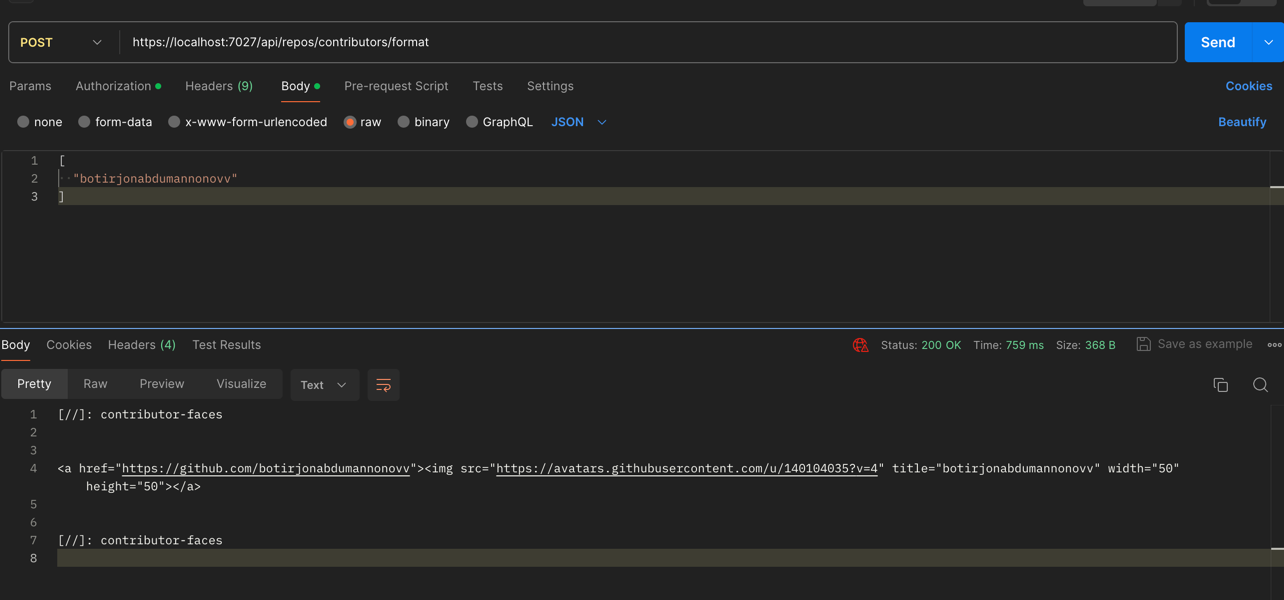 POST https://localhost:7027/api/repos/contributors/format Send
Params Authorization Headers (9) Body Pre-request Script Tests Settings Cookies
none form-data x-www-form-urlencoded raw binary GraphQL JSON Beautify
1 [
2 "botirjonabdumannonovv"
3 ]
Body Cookies Headers (4) Test Results Status: 200 OK Time: 759 ms Size: 368 B Save as example
Pretty Raw Preview Visualize Text
1 [//]: contributor-faces
2
3
4 <a href="https://github.com/botirjonabdumannonovv"><img src="https://avatars.githubusercontent.com/u/140104035?v=4" title="botirjonabdumannonovv" width="50"
height="50"></a>
5
6
7 [//]: contributor-faces
8